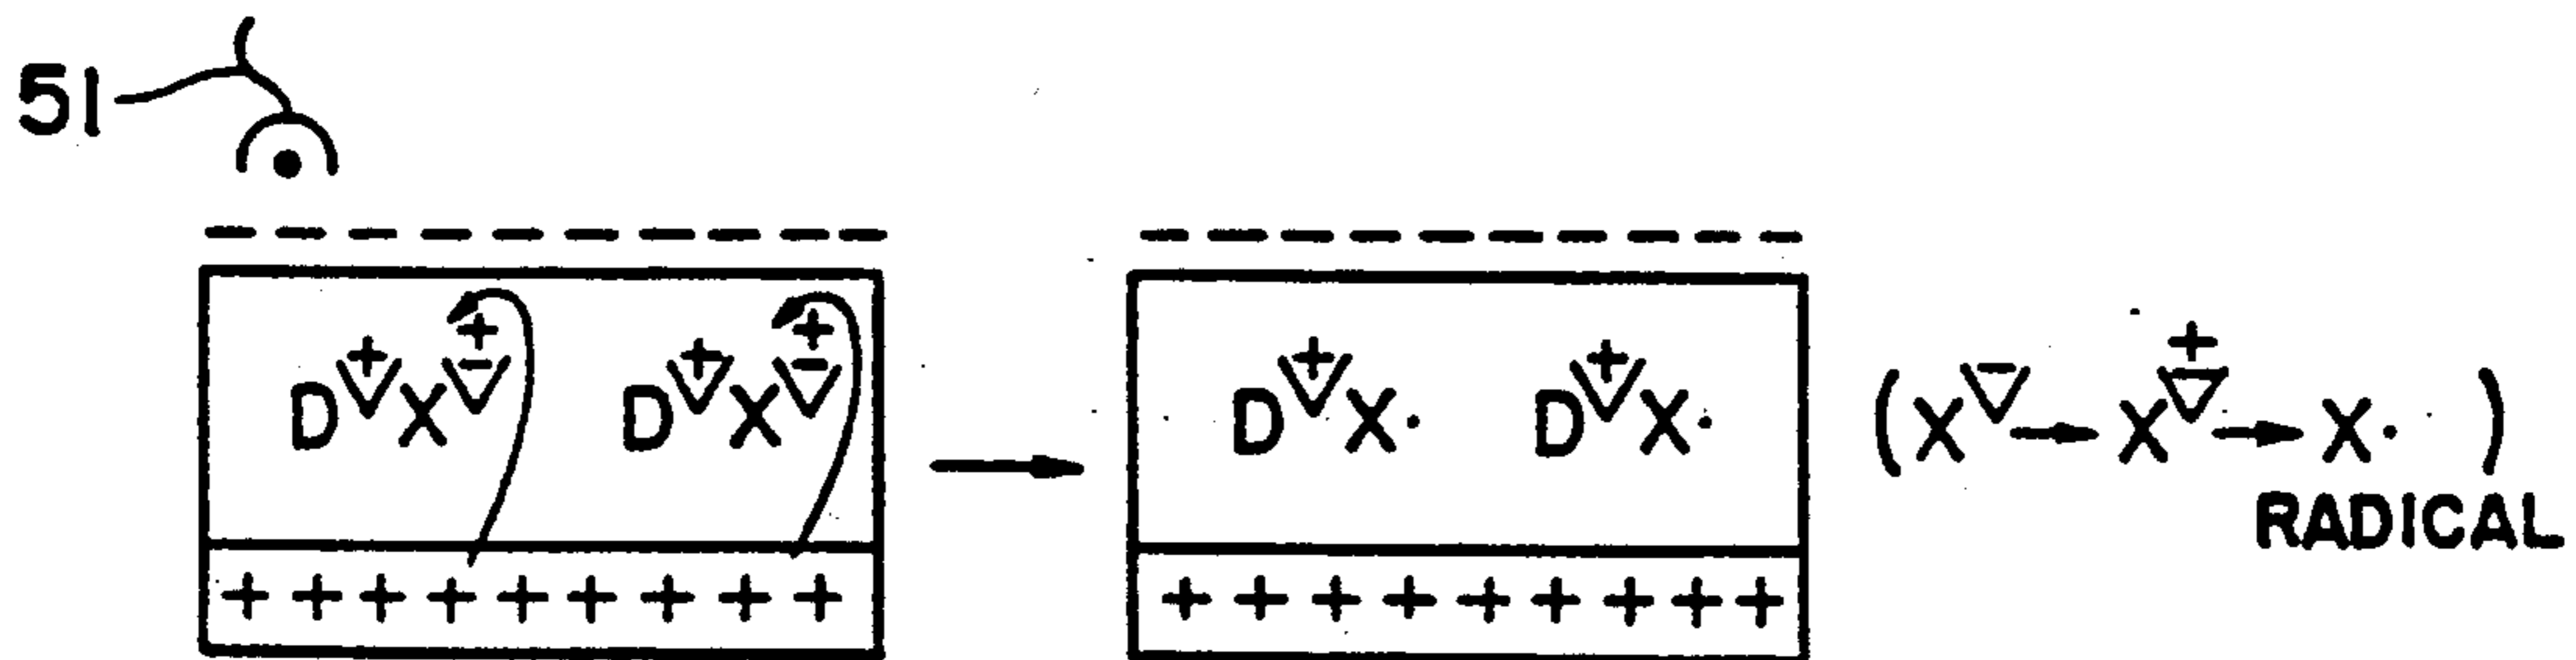 51
− − − − − − − − − −
− − − − − − − − − −
D▽⁺ X▽⁻⁺ D▽⁺ X▽⁻⁺
→
D▽⁺ X· D▽⁺ X·
(X▽⁻ → X▽⁻⁺ → X·)
RADICAL
+ + + + + + + + +
+ + + + + + + + +